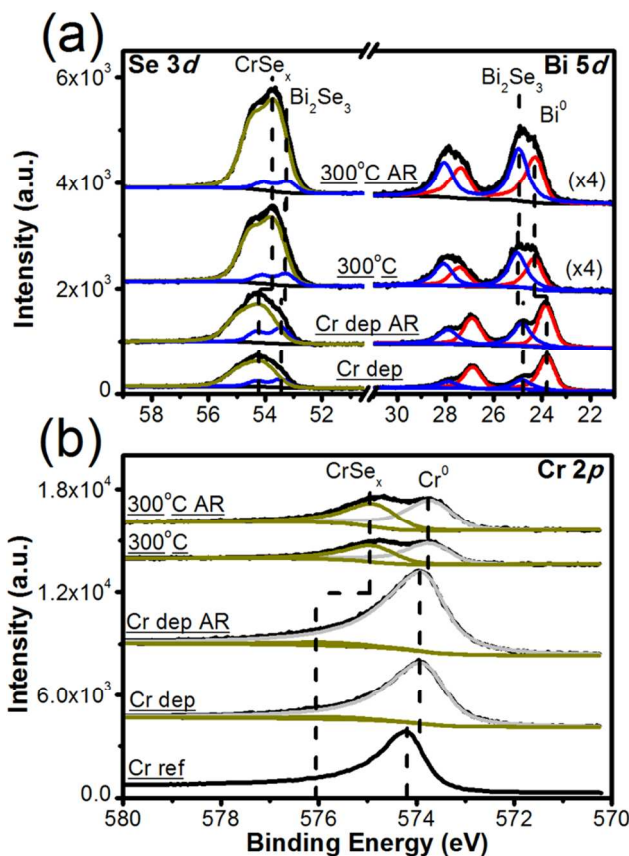 (a)
Se 3d
CrSeₓ
Bi₂Se₃
Bi₂Se₃
Bi⁰
Bi 5d
6x10³
4x10³
2x10³
0
Intensity (a.u.)
300°C AR
(x4)
300°C
(x4)
Cr dep AR
Cr dep
59 58 56 54 52 51 30 28 26 24 22 21
(b)
CrSeₓ
Cr⁰
Cr 2p
1.8x10⁴
1.2x10⁴
6.0x10³
0.0
Intensity (a.u.)
300°C AR
300°C
Cr dep AR
Cr dep
Cr ref
580 578 576 574 572 570
Binding Energy (eV)